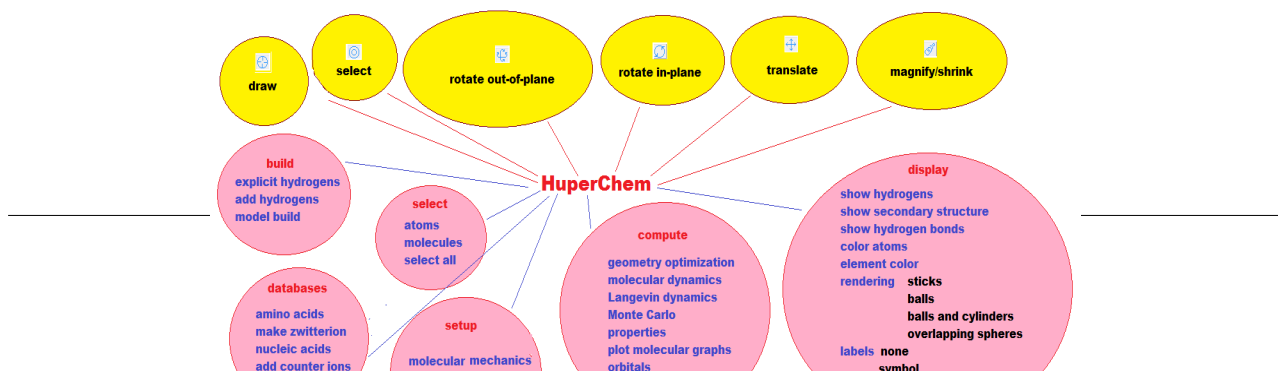 draw
select
rotate out-of-plane
rotate in-plane
translate
magnify/shrink
HuperChem
build
explicit hydrogens
add hydrogens
model build
select
atoms
molecules
select all
databases
amino acids
make zwitterion
nucleic acids
add counter ions
setup
molecular mechanics
compute
geometry optimization
molecular dynamics
Langevin dynamics
Monte Carlo
properties
plot molecular graphs
orbitals
display
show hydrogens
show secondary structure
show hydrogen bonds
color atoms
element color
rendering sticks
balls
balls and cylinders
overlapping spheres
labels none
symbol